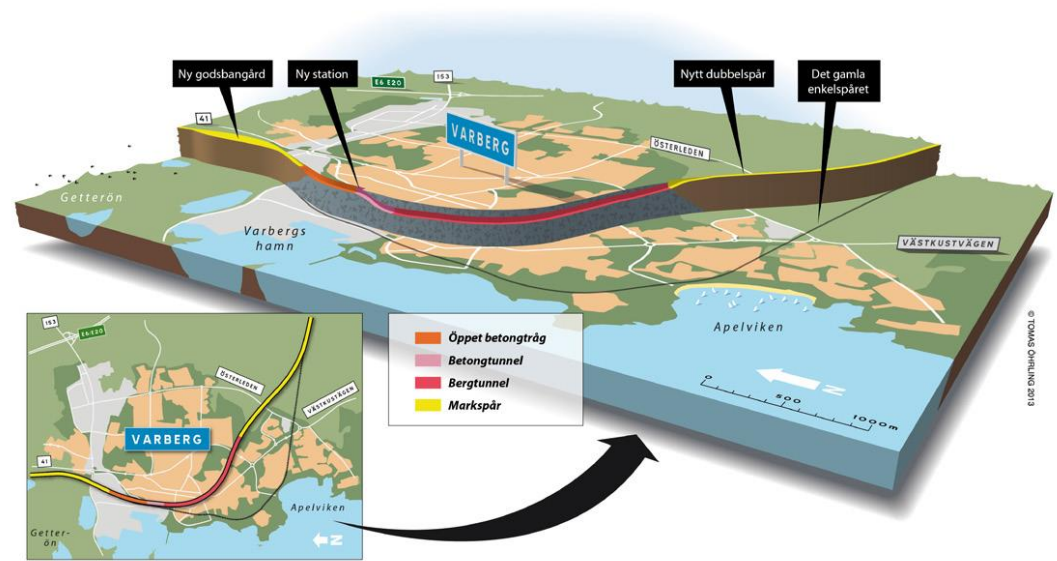 Ny godsbangård
Ny station
Nytt dubbelspår
Det gamla
enkelspåret
E6 E20
153
41
VARBERG
ÖSTERLEDEN
Getterön
Varbergs
hamn
VÄSTKUSTVÄGEN
Apelviken
N
0
500
1000m
© TOMAS ÖHRLING 2013
Öppet betongtråg
Betongtunnel
Bergtunnel
Markspår
153
E6 E20
ÖSTERLEDEN
VÄSTKUSTVÄGEN
VARBERG
41
Apelviken
Getter-
ön
N